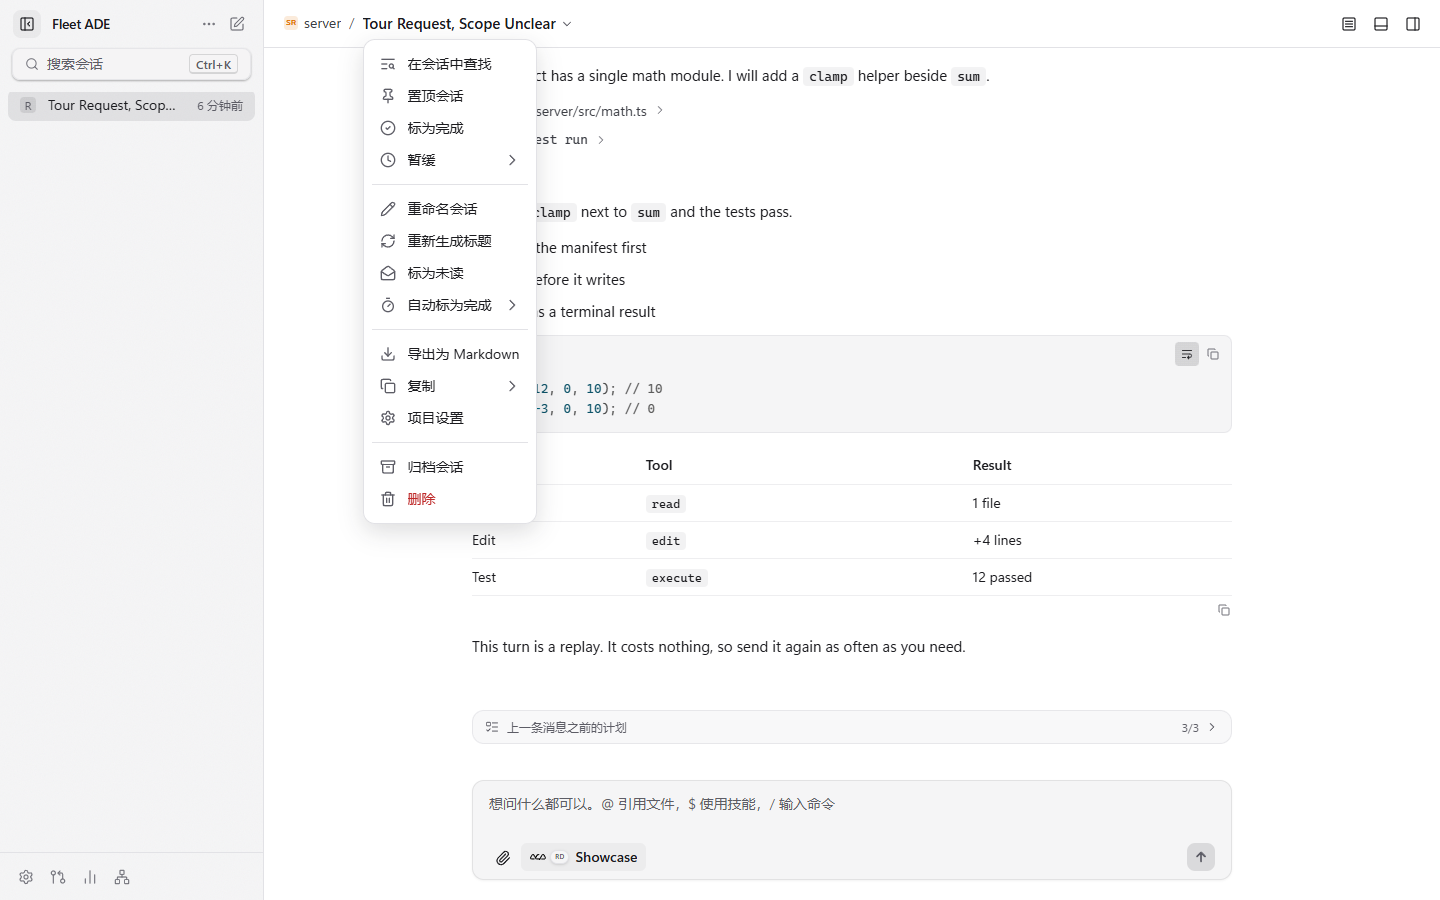 Fleet ADE
搜索会话
Ctrl+K
R Tour Request, Scop... 6 分钟前
SR server / Tour Request, Scope Unclear
在会话中查找
置顶会话
标为完成
暂缓
重命名会话
重新生成标题
标为未读
自动标为完成
导出为 Markdown
复制
项目设置
归档会话
删除
ct has a single math module. I will add a clamp helper beside sum.
server/src/math.ts
est run
clamp next to sum and the tests pass.
the manifest first
efore it writes
s a terminal result
12, 0, 10); // 10
-3, 0, 10); // 0
Tool Result
read 1 file
Edit edit +4 lines
Test execute 12 passed
This turn is a replay. It costs nothing, so send it again as often as you need.
上一条消息之前的计划 3/3
想问什么都可以。@ 引用文件，$ 使用技能，/ 输入命令
RD Showcase